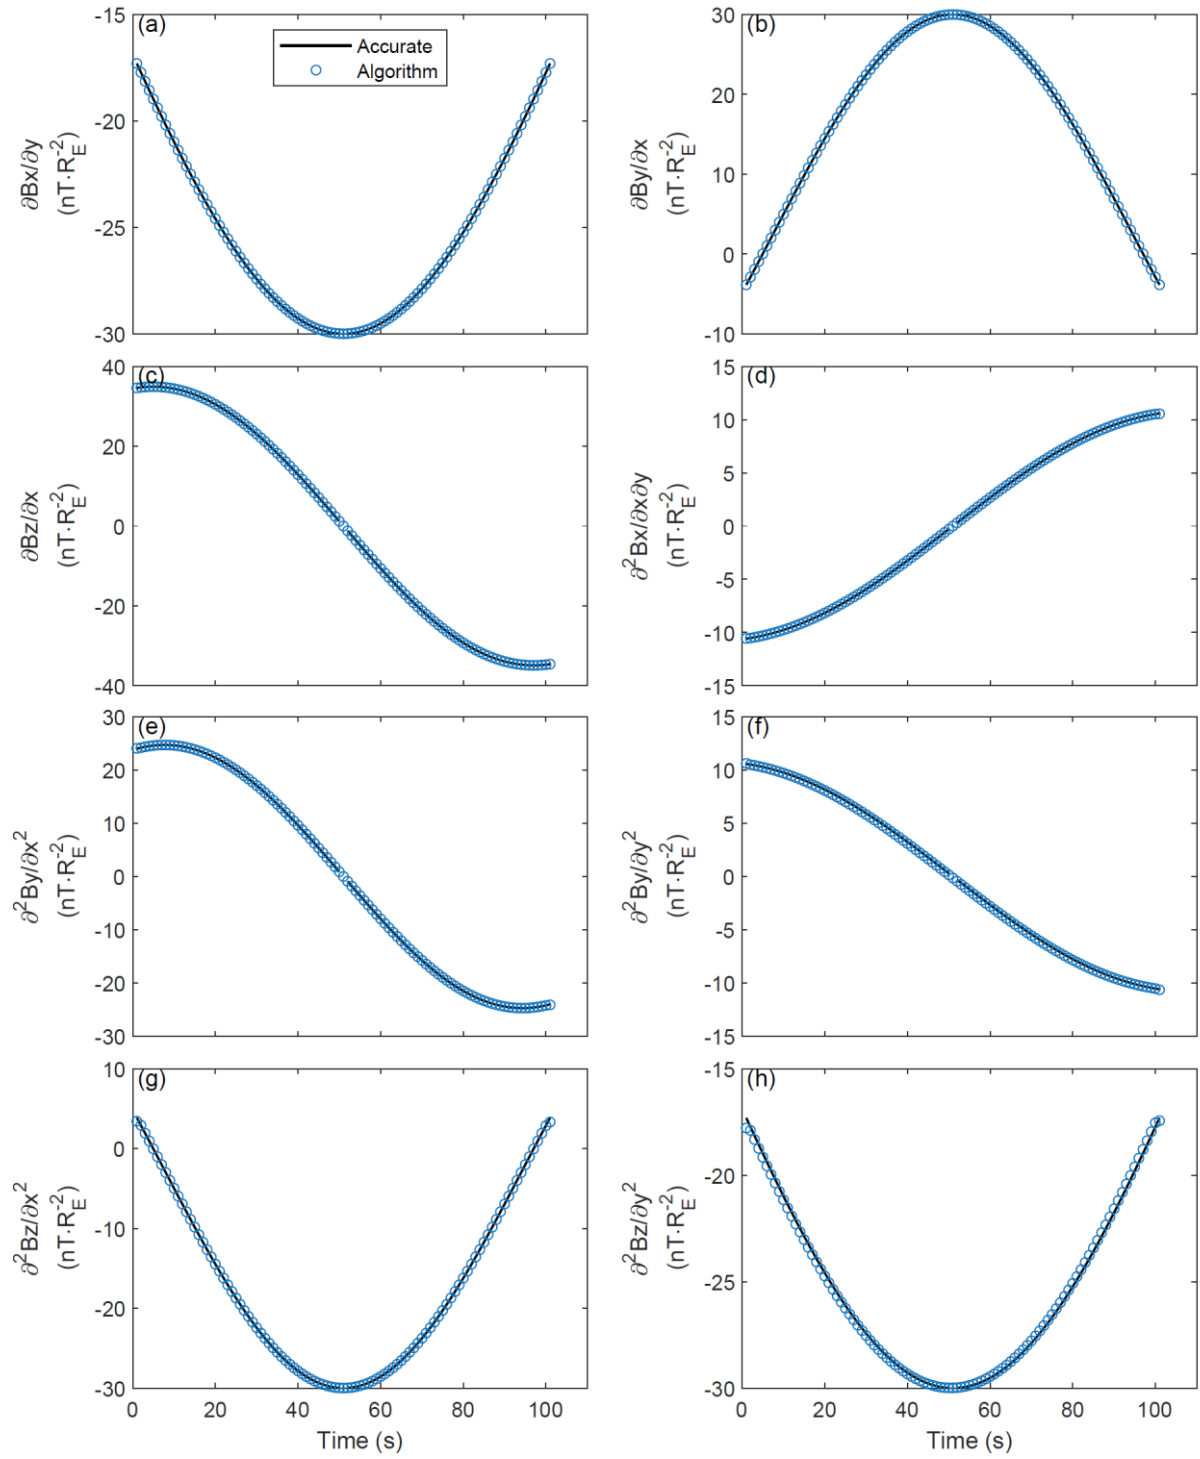 (a)
Accurate
Algorithm
-15
-20
-25
-30
∂Bx/∂y
(nT·R_E^-2)
(b)
30
20
10
0
-10
∂By/∂x
(nT·R_E^-2)
(c)
40
20
0
-20
-40
∂Bz/∂x
(nT·R_E^-2)
(d)
15
10
5
0
-5
-10
-15
∂²Bx/∂x∂y
(nT·R_E^-2)
(e)
30
20
10
0
-10
-20
-30
∂²By/∂x²
(nT·R_E^-2)
(f)
15
10
5
0
-5
-10
-15
∂²By/∂y²
(nT·R_E^-2)
(g)
10
0
-10
-20
-30
∂²Bz/∂x²
(nT·R_E^-2)
0 20 40 60 80 100
Time (s)
(h)
-15
-20
-25
-30
∂²Bz/∂y²
(nT·R_E^-2)
0 20 40 60 80 100
Time (s)